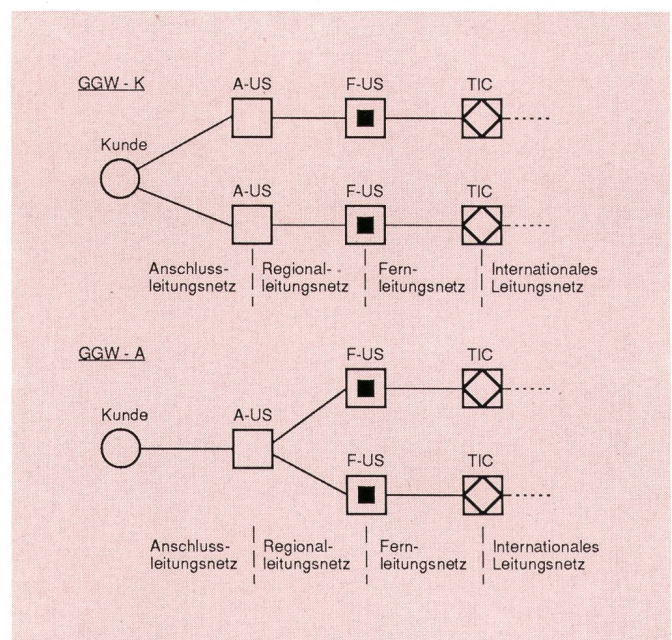 GGW - K
A-US F-US TIC
Kunde
A-US F-US TIC
Anschluss- Regional- Fern- Internationales
leitungsnetz leitungsnetz leitungsnetz Leitungsnetz
GGW - A
F-US TIC
Kunde A-US
F-US TIC
Anschluss- Regional- Fern- Internationales
leitungsnetz leitungsnetz leitungsnetz Leitungsnetz